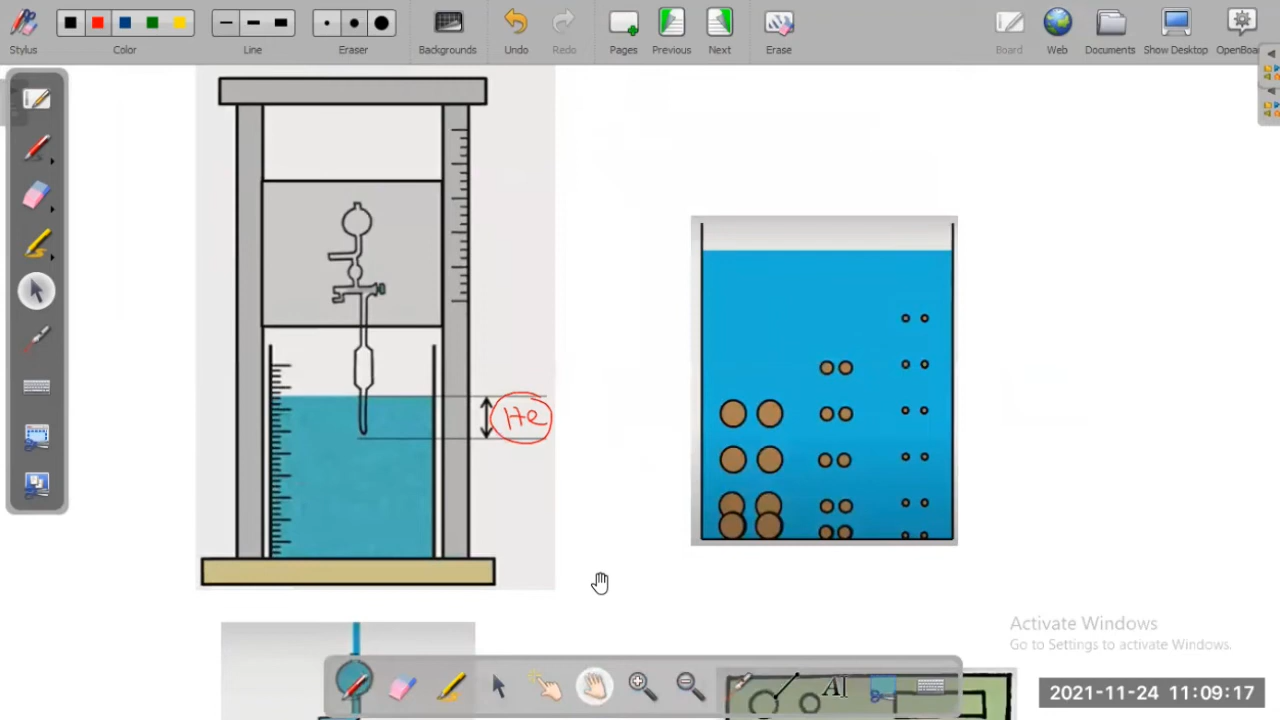 Stylus Color Line Eraser Backgrounds Undo Redo Pages Previous Next Erase Board Web Documents Show Desktop
He
Activate Windows
Go to Settings to activate Windows.
AI
2021-11-24 11:09:17